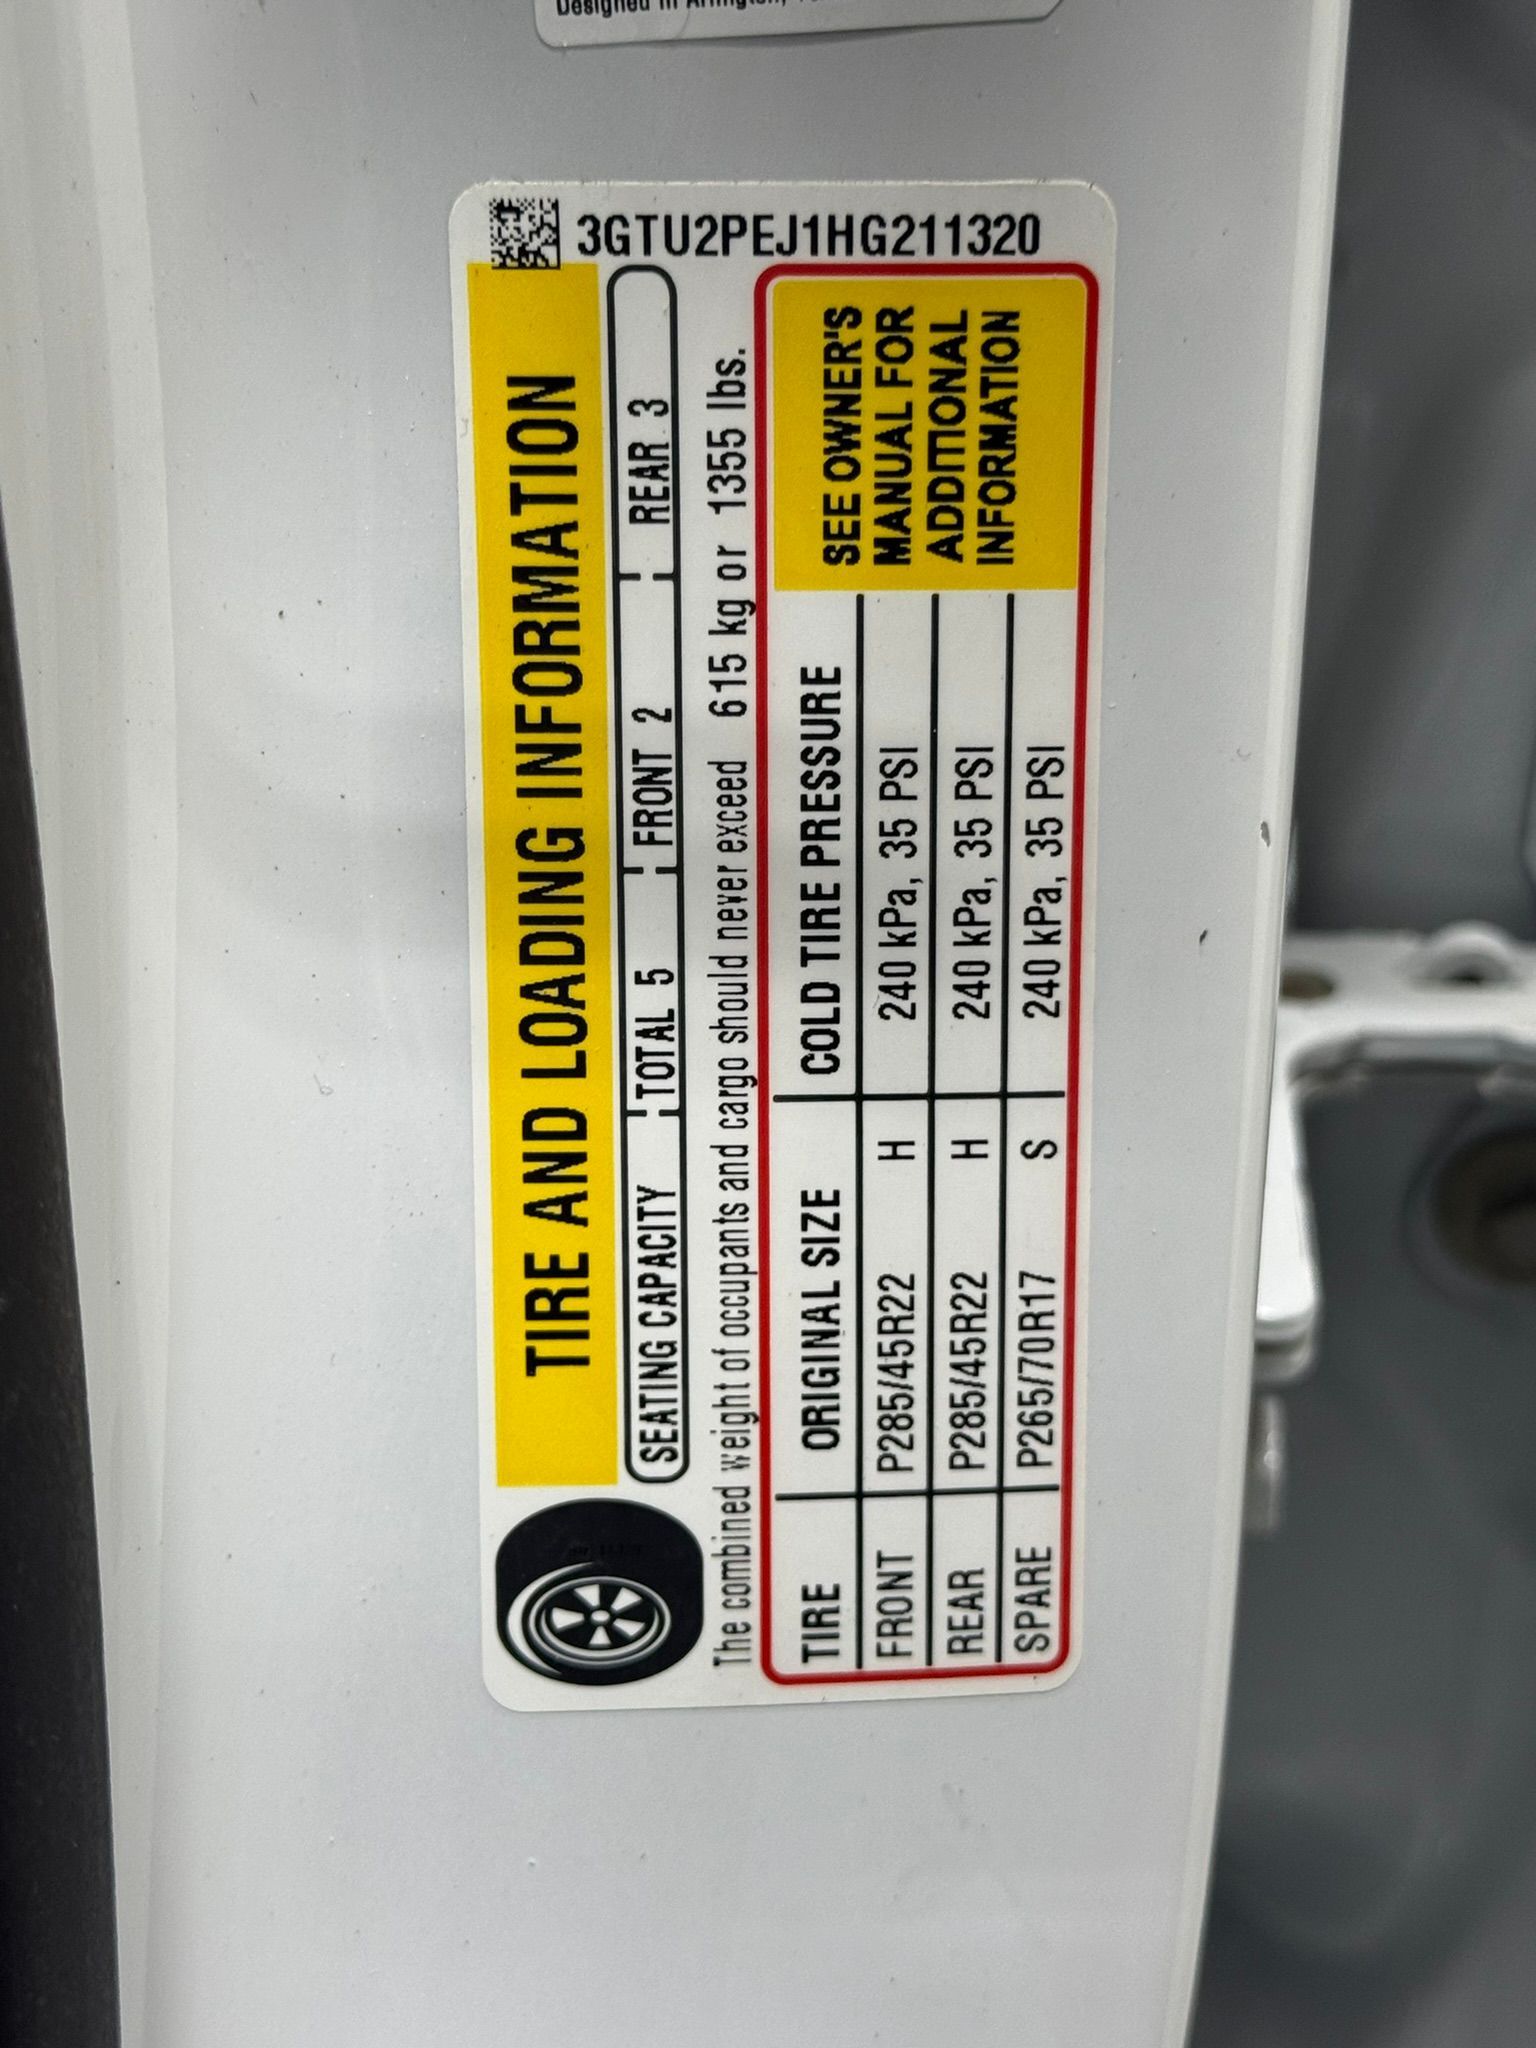 Designed in Arlington,
3GTU2PEJ1HG211320
TIRE AND LOADING INFORMATION
SEATING CAPACITY TOTAL 5 FRONT 2 REAR 3
The combined weight of occupants and cargo should never exceed 615 kg or 1355 lbs.
TIRE ORIGINAL SIZE COLD TIRE PRESSURE
FRONT P285/45R22 H 240 kPa, 35 PSI
REAR P285/45R22 H 240 kPa, 35 PSI
SPARE P265/70R17 S 240 kPa, 35 PSI
SEE OWNER'S
MANUAL FOR
ADDITIONAL
INFORMATION